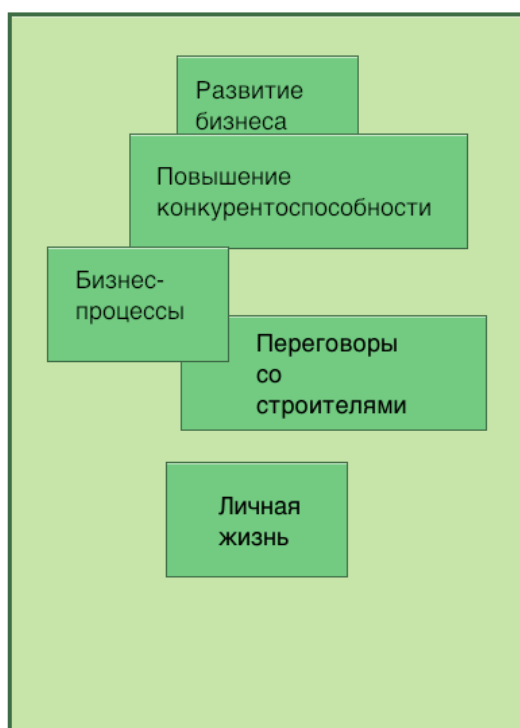 Развитие
бизнеса
Повышение
конкурентоспособности
Бизнес-
процессы
Переговоры
со
строителями
Личная
жизнь